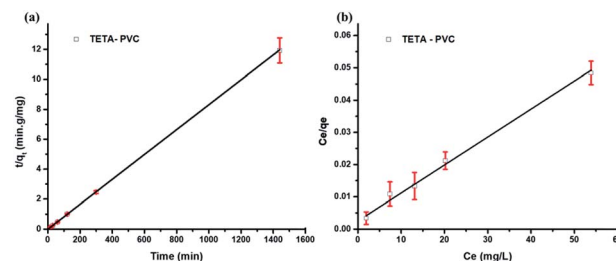 (a)
TETA- PVC
t/qt (min.g/mg)
12
10
8
6
4
2
0
0 200 400 600 800 1000 1200 1400 1600
Time (min)
(b)
TETA - PVC
Ce/qe
0.06
0.05
0.04
0.03
0.02
0.01
0.00
0 10 20 30 40 50 60
Ce (mg/L)